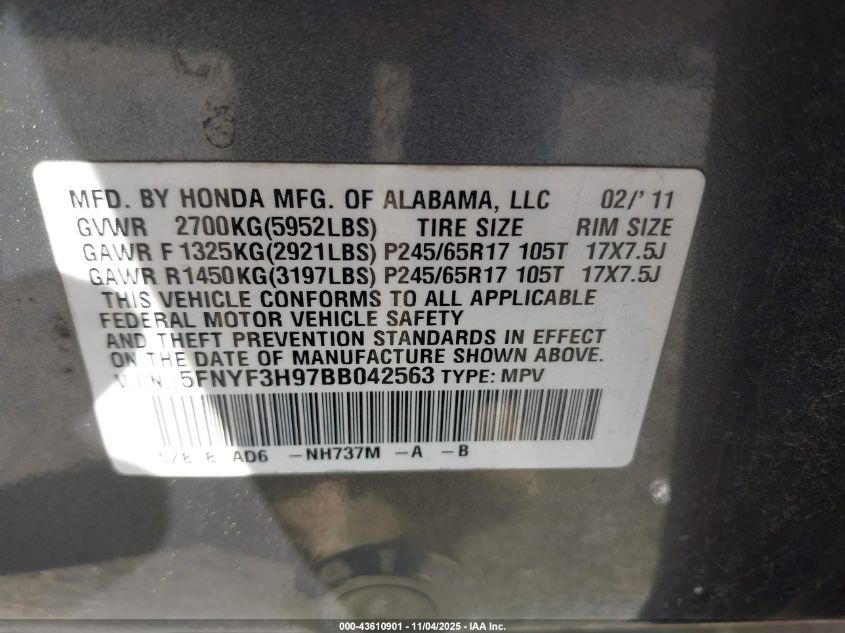 MFD. BY HONDA MFG. OF ALABAMA, LLC 02/'11
GVWR 2700KG(5952LBS) TIRE SIZE RIM SIZE
GAWR F 1325KG(2921LBS) P245/65R17 105T 17X7.5J
GAWR R1450KG(3197LBS) P245/65R17 105T 17X7.5J
THIS VEHICLE CONFORMS TO ALL APPLICABLE
FEDERAL MOTOR VEHICLE SAFETY
AND THEFT PREVENTION STANDARDS IN EFFECT
ON THE DATE OF MANUFACTURE SHOWN ABOVE.
5FNYF3H97BB042563 TYPE: MPV
AD6 -NH737M -A -B
000-43610901 - 11/04/2025 - IAA Inc.